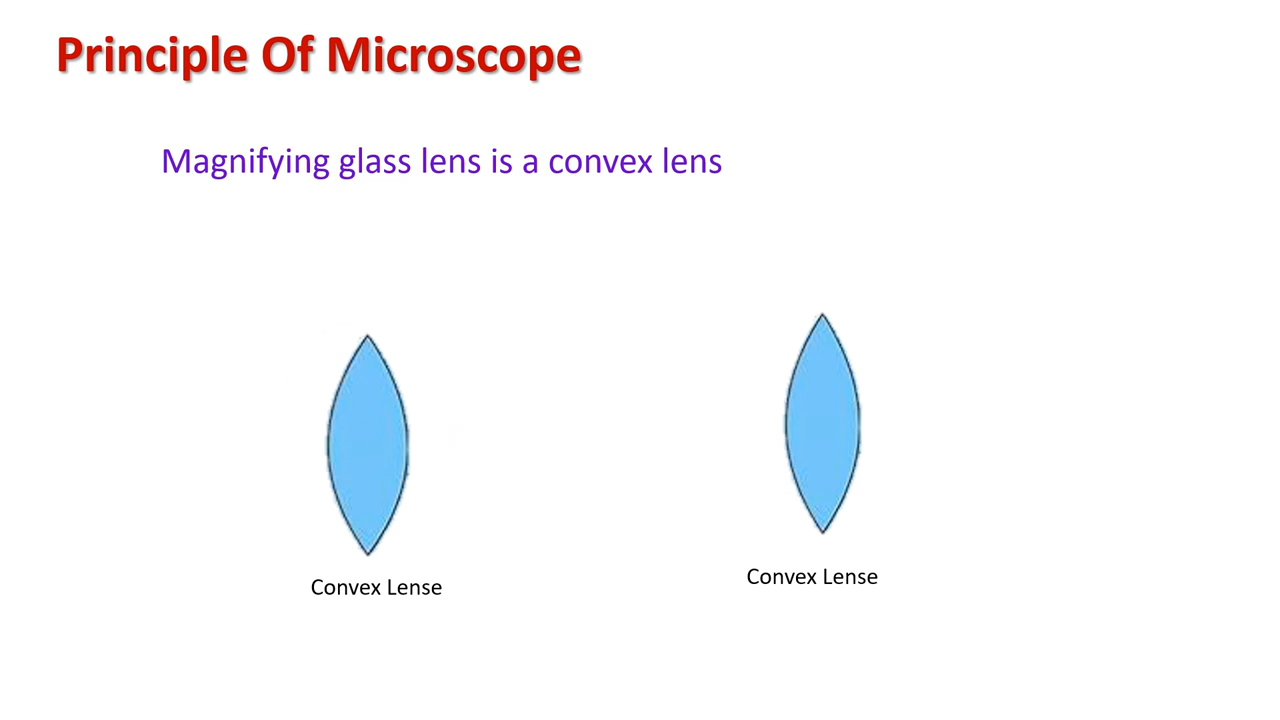 Principle Of Microscope
Magnifying glass lens is a convex lens
Convex Lense
Convex Lense